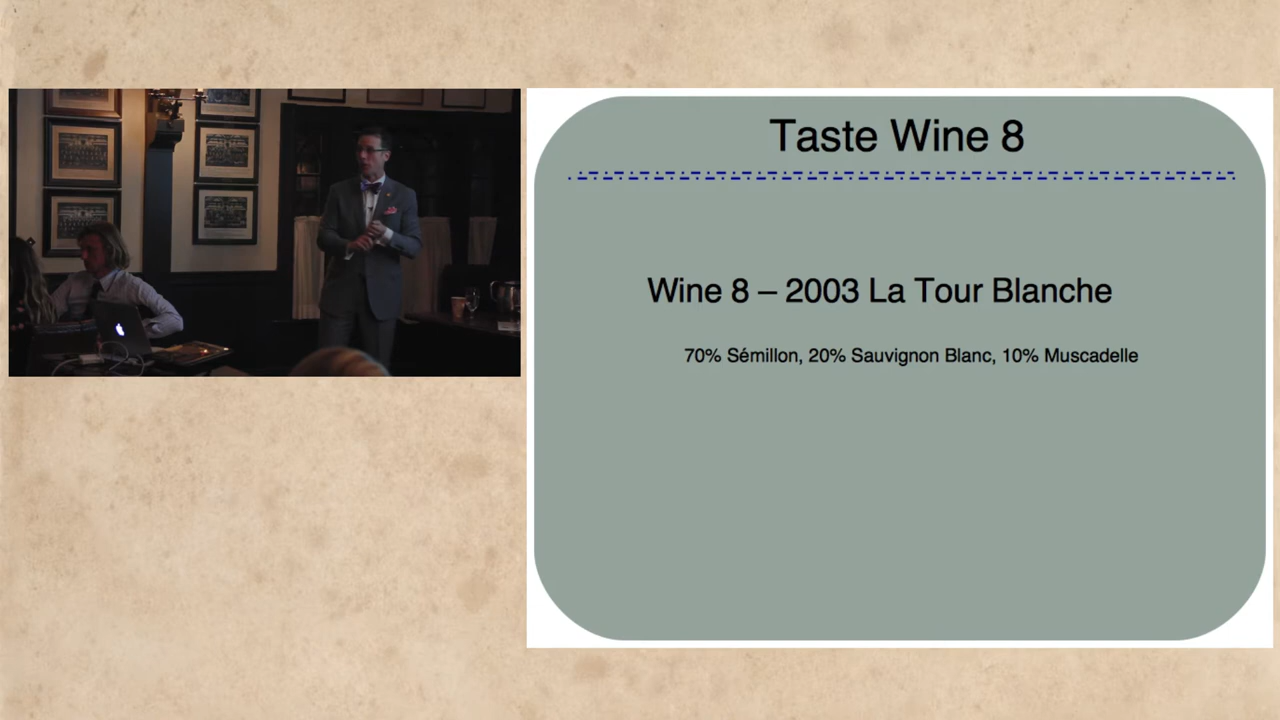 Taste Wine 8
Wine 8 – 2003 La Tour Blanche
70% Sémillon, 20% Sauvignon Blanc, 10% Muscadelle